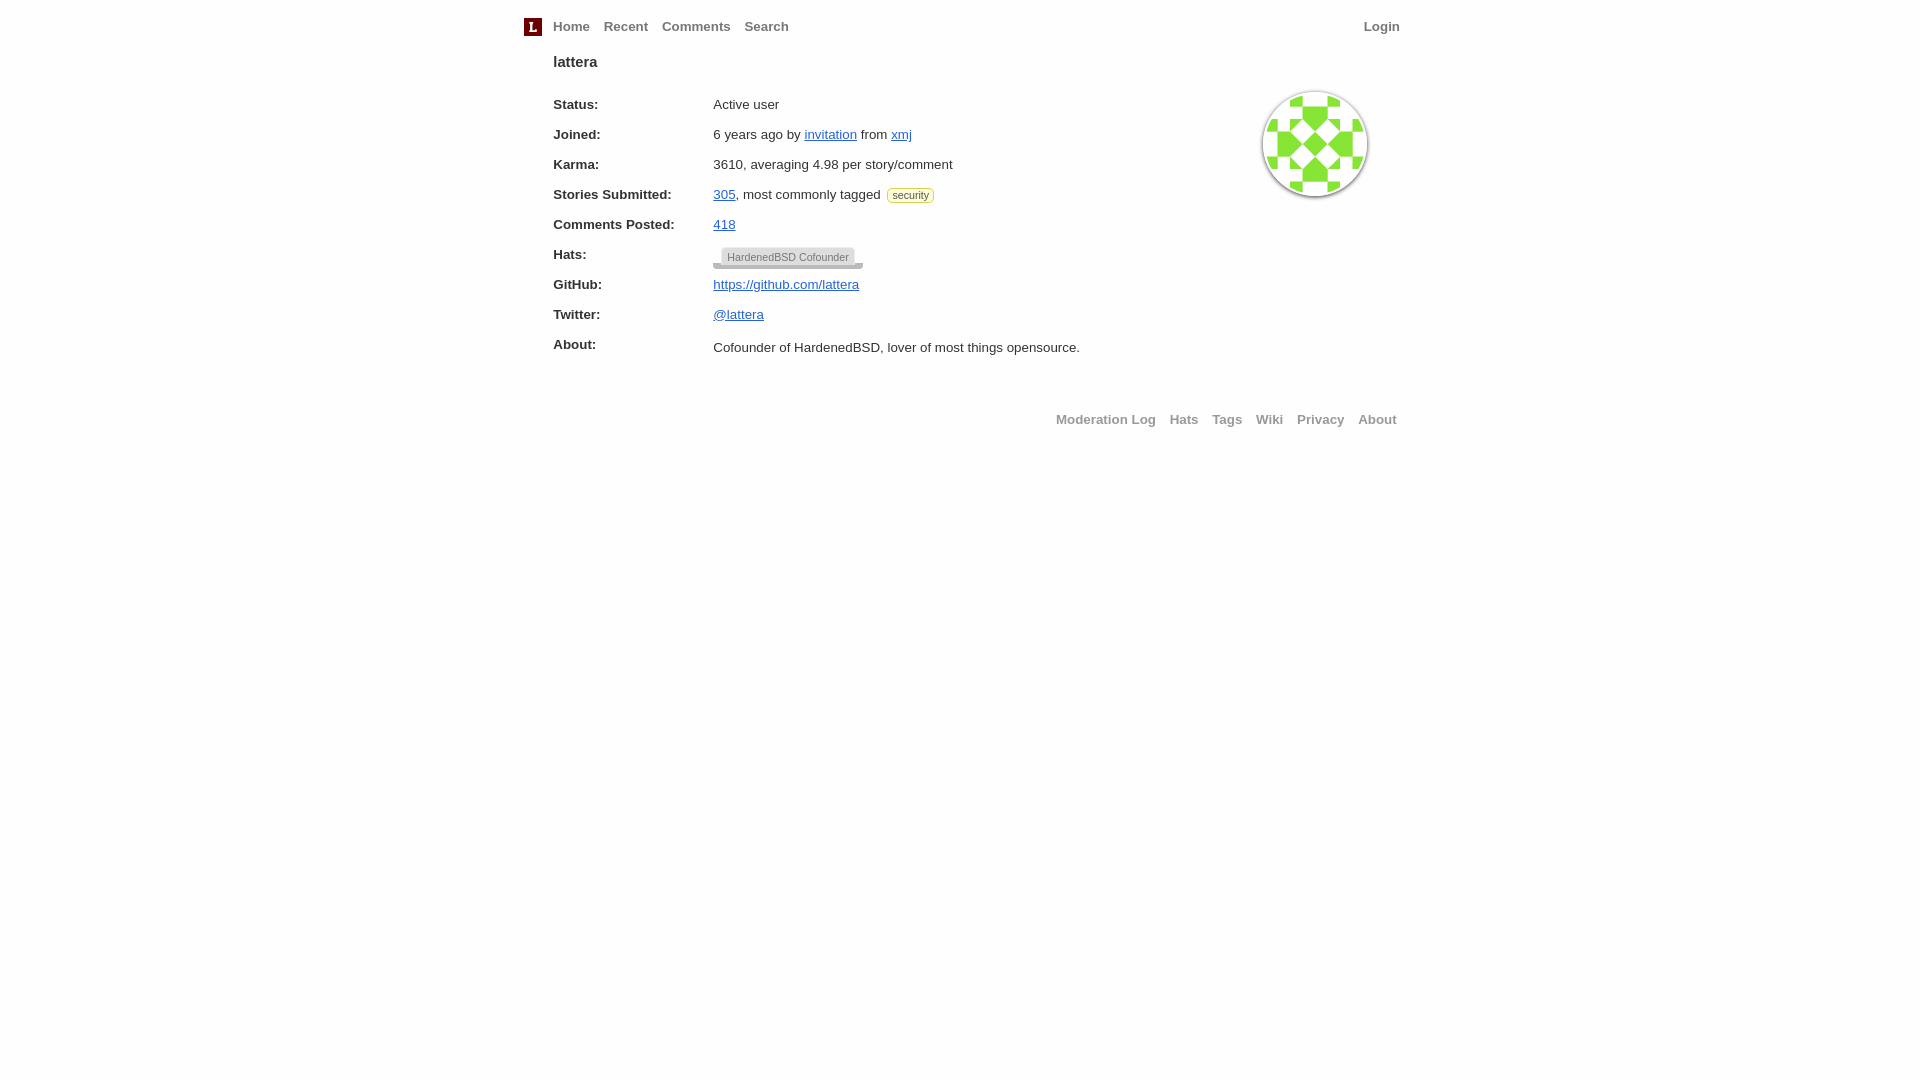 L Home Recent Comments Search Login
lattera
Status: Active user
Joined: 6 years ago by invitation from xmj
Karma: 3610, averaging 4.98 per story/comment
Stories Submitted: 305, most commonly tagged security
Comments Posted: 418
Hats: HardenedBSD Cofounder
GitHub: https://github.com/lattera
Twitter: @lattera
About: Cofounder of HardenedBSD, lover of most things opensource.
Moderation Log Hats Tags Wiki Privacy About